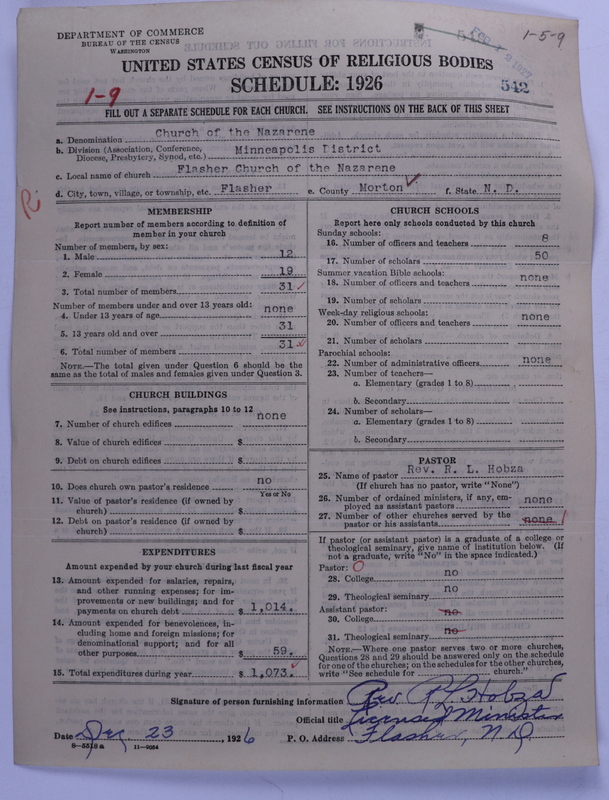 DEPARTMENT OF COMMERCE
BUREAU OF THE CENSUS
WASHINGTON
1-5-9
UNITED STATES CENSUS OF RELIGIOUS BODIES
SCHEDULE: 1926
542
1-9
FILL OUT A SEPARATE SCHEDULE FOR EACH CHURCH. SEE INSTRUCTIONS ON THE BACK OF THIS SHEET
a. Denomination Church of the Nazarene
b. Division (Association, Conference, Diocese, Presbytery, Synod, etc.) Minneapolis District
c. Local name of church Flasher Church of the Nazarene
d. City, town, village, or township, etc. Flasher e. County Morton f. State N. D.
MEMBERSHIP
Report number of members according to definition of
member in your church
Number of members, by sex:
1. Male 12
2. Female 19
3. Total number of members 31
Number of members under and over 13 years old:
4. Under 13 years of age none
5. 13 years old and over 31
6. Total number of members 31
NOTE.—The total given under Question 6 should be
same as the total of males and females given under Question 3.
CHURCH BUILDINGS
See instructions, paragraphs 10 to 12
7. Number of church edifices none
8. Value of church edifices $
9. Debt on church edifices $
10. Does church own pastor's residence no
Yes or No
11. Value of pastor's residence (if owned by
church) $
12. Debt on pastor's residence (if owned by
church) $
EXPENDITURES
Amount expended by your church during last fiscal year
13. Amount expended for salaries, repairs,
and other running expenses; for im-
provements or new buildings; and for
payments on church debt $ 1,014.
14. Amount expended for benevolences, in-
cluding home and foreign missions; for
denominational support; and for all
other purposes $ 59.
15. Total expenditures during year $ 1,073.
CHURCH SCHOOLS
Report here only schools conducted by this church
Sunday schools:
16. Number of officers and teachers 8
17. Number of scholars 50
Summer vacation Bible schools:
18. Number of officers and teachers none
19. Number of scholars
Week-day religious schools:
20. Number of officers and teachers none
21. Number of scholars
Parochial schools:
22. Number of administrative officers none
23. Number of teachers—
a. Elementary (grades 1 to 8)
b. Secondary
24. Number of scholars—
a. Elementary (grades 1 to 8)
b. Secondary
PASTOR
25. Name of pastor Rev. R. L. Hobza
(If church has no pastor, write "None")
26. Number of ordained ministers, if any, em-
ployed as assistant pastors none
27. Number of other churches served by the
pastor or his assistants none 1
If pastor (or assistant pastor) is a graduate of a college or
theological seminary, give name of institution below. (If
not a graduate, write "No" in the space indicated.)
Pastor: 0
28. College no
29. Theological seminary no
Assistant pastor:
30. College no
31. Theological seminary no
NOTE.—Where one pastor serves two or more churches,
Questions 28 and 29 should be answered only on the schedule
for one of the churches; on the schedules for the other churches,
write "See schedule for church."
Signature of person furnishing information Rev. R L Hobza
Official title Licensed Minister
Date Dec 23, 1926 P. O. Address Flasher, N. D.
8—5518 a 11—9054